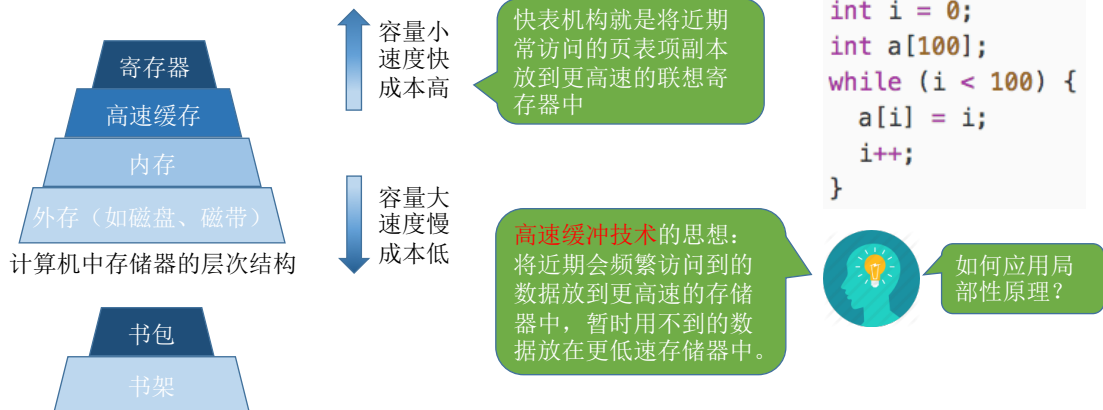 寄存器
高速缓存
内存
外存（如磁盘、磁带）
计算机中存储器的层次结构
书包
书架
容量小
速度快
成本高
容量大
速度慢
成本低
快表机构就是将近期
常访问的页表项副本
放到更高速的联想寄
存器中
高速缓冲技术的思想：
将近期会频繁访问到的
数据放到更高速的存储
器中，暂时用不到的数
据放在更低速存储器中。
int i = 0;
int a[100];
while (i < 100) {
  a[i] = i;
  i++;
}
如何应用局
部性原理？